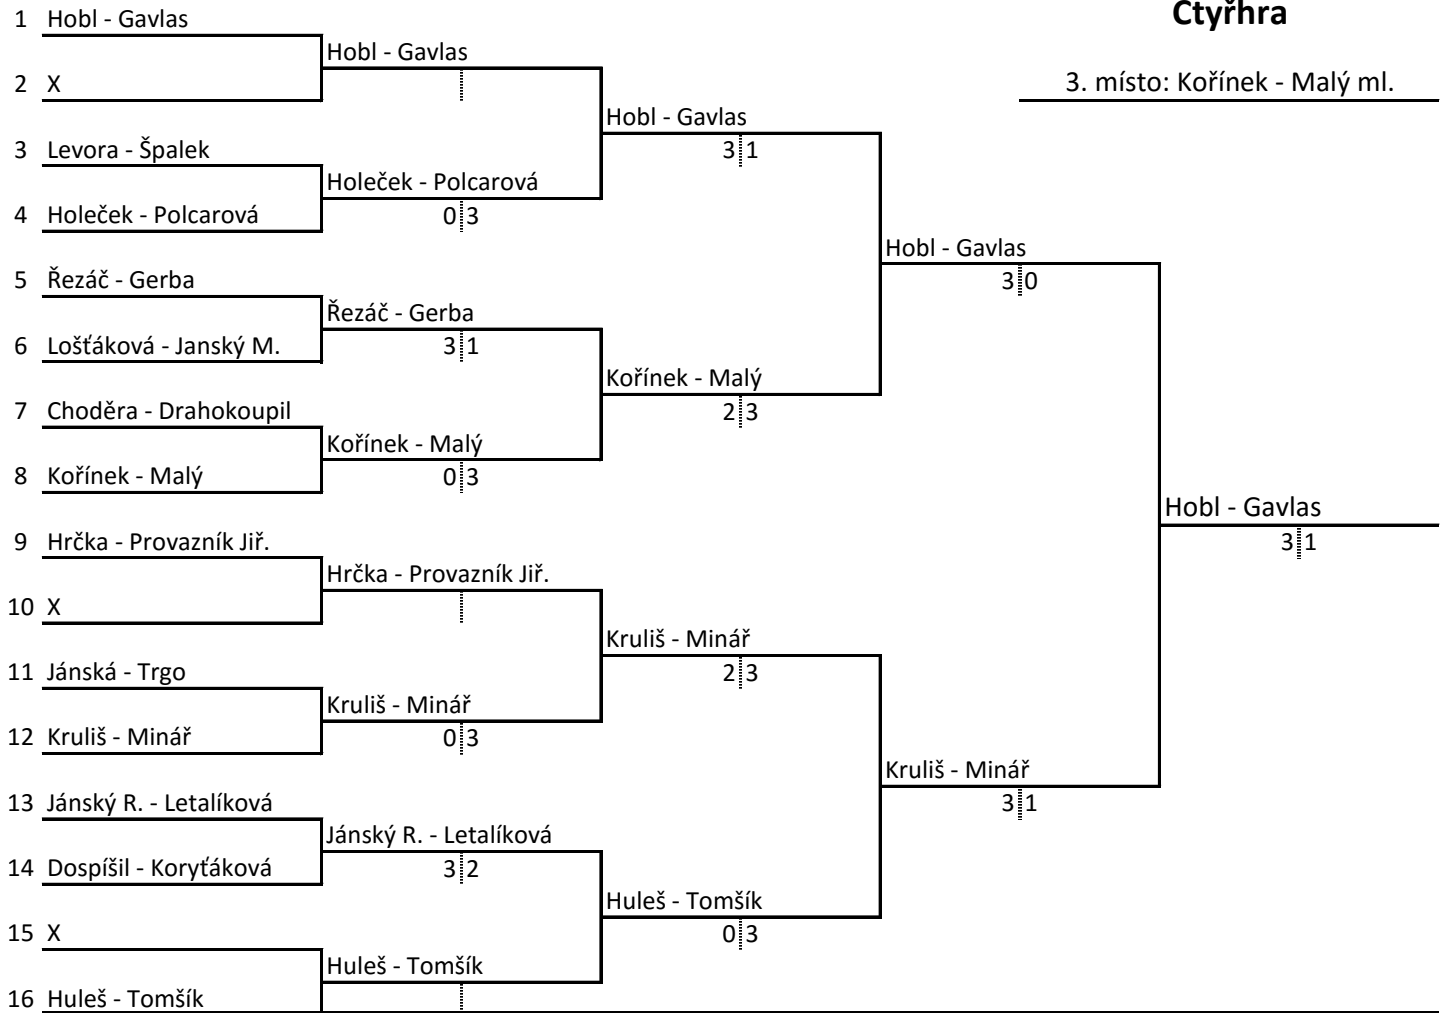 Čtyřhra
3. místo: Kořínek - Malý ml.
1 Hobl - Gavlas
Hobl - Gavlas
2 X
Hobl - Gavlas
3 1
3 Levora - Špalek
Holeček - Polcarová
4 Holeček - Polcarová
0 3
Hobl - Gavlas
3 0
5 Řezáč - Gerba
Řezáč - Gerba
6 Lošťáková - Janský M.
3 1
Kořínek - Malý
2 3
7 Choděra - Drahokoupil
Kořínek - Malý
8 Kořínek - Malý
0 3
Hobl - Gavlas
3 1
9 Hrčka - Provazník Jiř.
Hrčka - Provazník Jiř.
10 X
Kruliš - Minář
2 3
11 Jánská - Trgo
Kruliš - Minář
12 Kruliš - Minář
0 3
Kruliš - Minář
3 1
13 Jánský R. - Letalíková
Jánský R. - Letalíková
14 Dospíšil - Koryťáková
3 2
Huleš - Tomšík
0 3
15 X
Huleš - Tomšík
16 Huleš - Tomšík